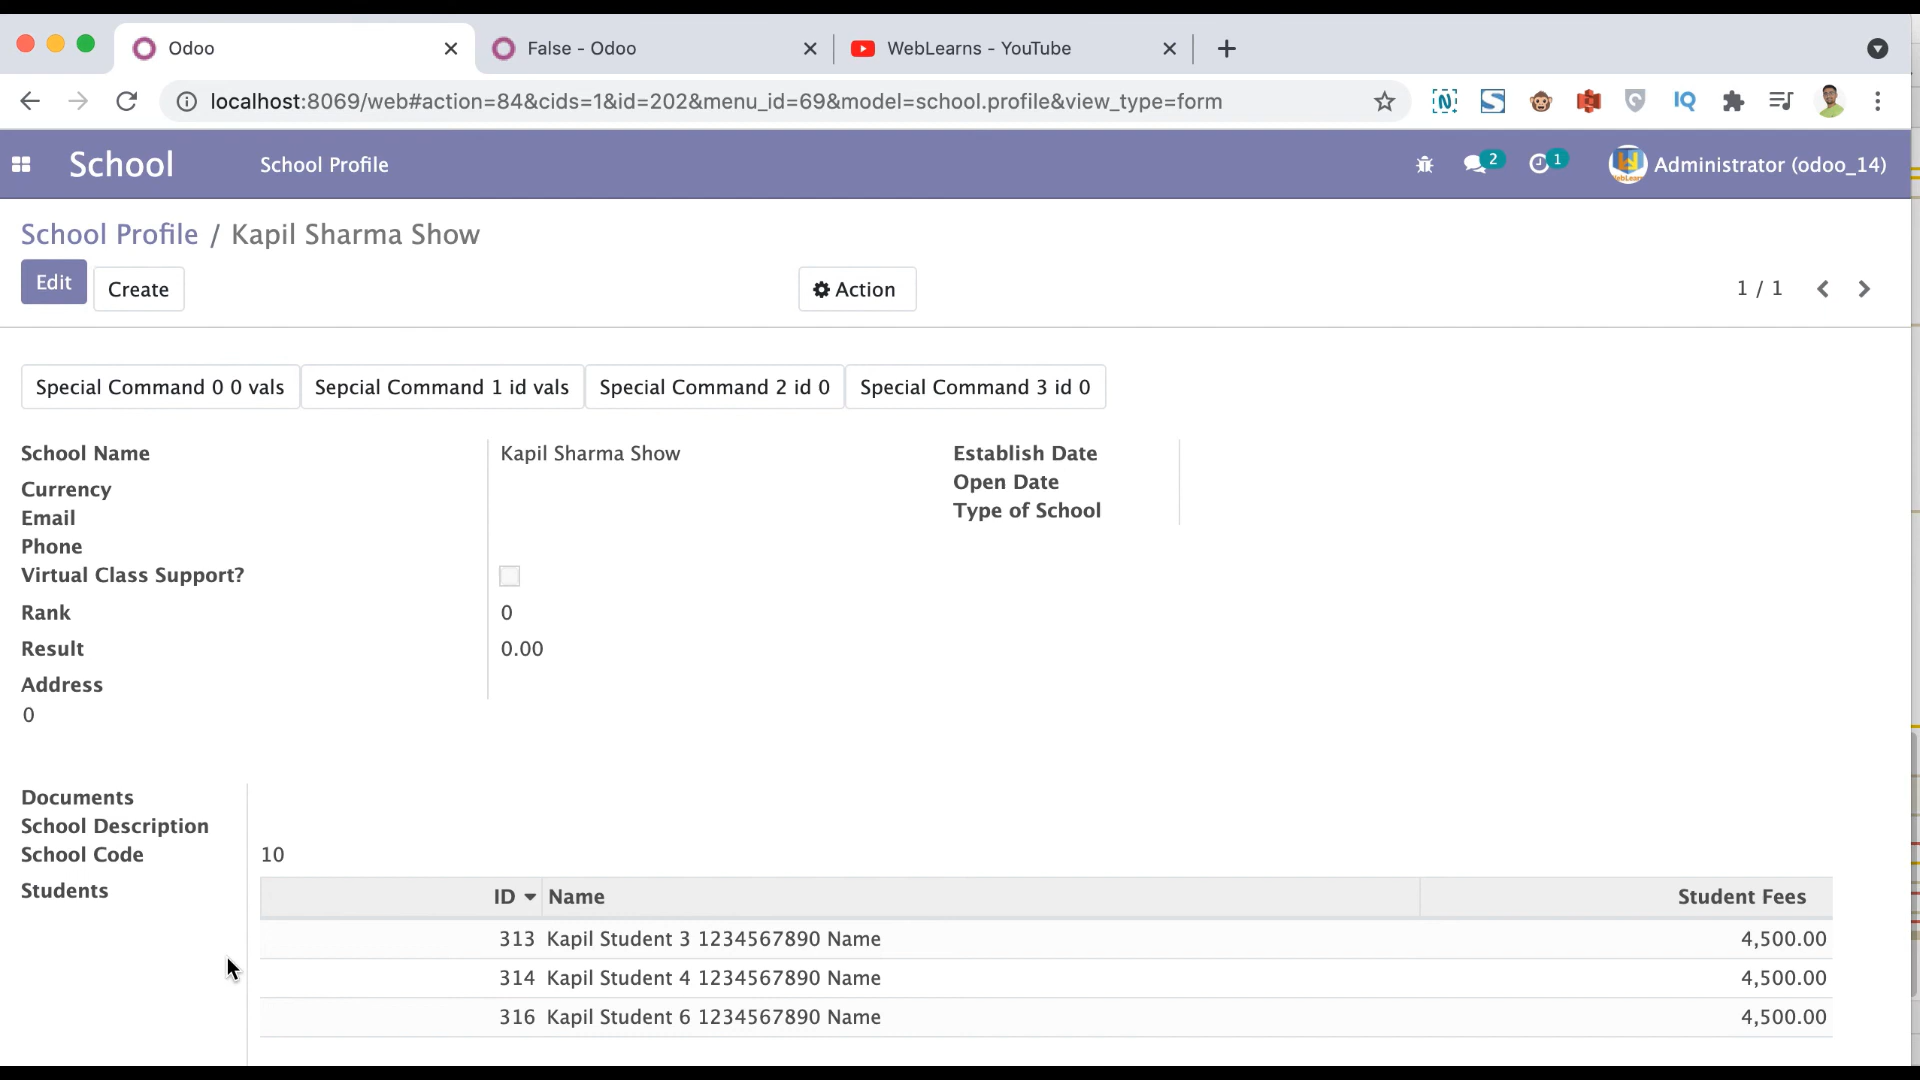 Odoo
False - Odoo
WebLearns - YouTube
localhost:8069/web#action=84&cids=1&id=202&menu_id=69&model=school.profile&view_type=form
IQ
School
School Profile
2
1
Administrator (odoo_14)
School Profile / Kapil Sharma Show
Edit
Create
Action
1 / 1
Special Command 0 0 vals
Sepcial Command 1 id vals
Special Command 2 id 0
Special Command 3 id 0
School Name
Kapil Sharma Show
Establish Date
Currency
Open Date
Email
Type of School
Phone
Virtual Class Support?
Rank
0
Result
0.00
Address
0
Documents
School Description
School Code
10
Students
ID
Name
Student Fees
313 Kapil Student 3 1234567890 Name 4,500.00
314 Kapil Student 4 1234567890 Name 4,500.00
316 Kapil Student 6 1234567890 Name 4,500.00